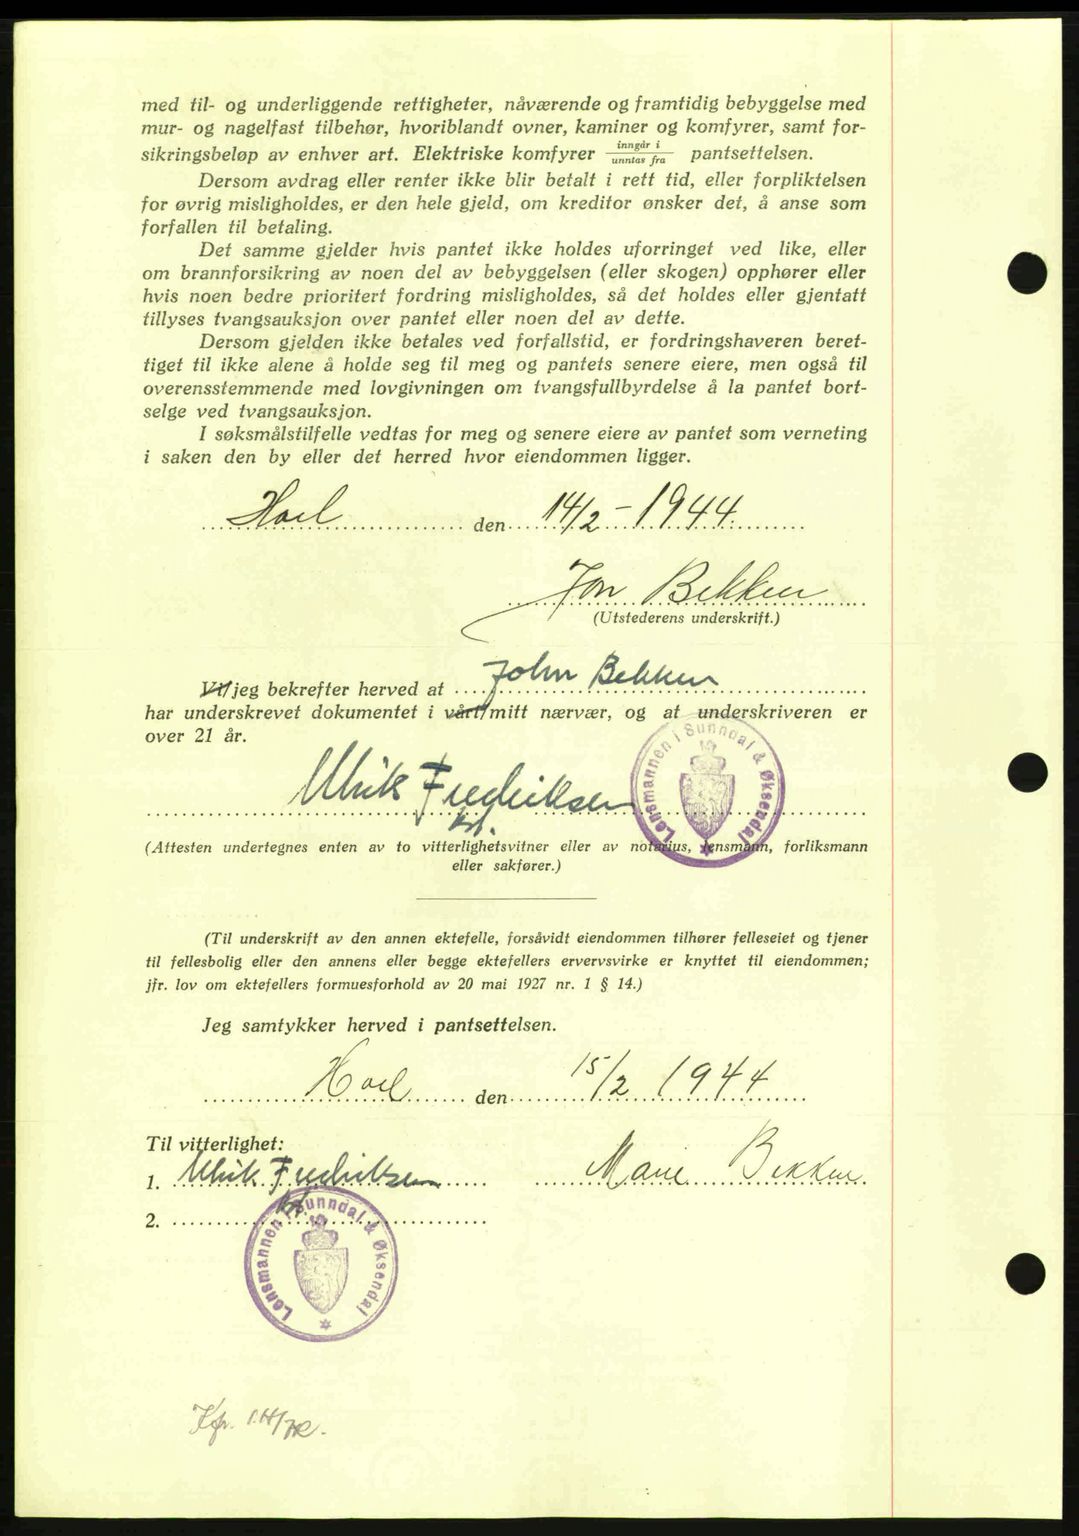 med til- og underliggende rettigheter, nåværende og framtidig bebyggelse med
mur- og nagelfast tilbehør, hvoriblandt ovner, kaminer og komfyrer, samt for-
sikringsbeløp av enhver art. Elektriske komfyrer inngår i / unntas fra pantsettelsen.
Dersom avdrag eller renter ikke blir betalt i rett tid, eller forpliktelsen
for øvrig misligholdes, er den hele gjeld, om kreditor ønsker det, å anse som
forfallen til betaling.
Det samme gjelder hvis pantet ikke holdes uforringet ved like, eller
om brannforsikring av noen del av bebyggelsen (eller skogen) opphører eller
hvis noen bedre prioritert fordring misligholdes, så det holdes eller gjentatt
tillyses tvangsauksjon over pantet eller noen del av dette.
Dersom gjelden ikke betales ved forfallstid, er fordringshaveren beret-
tiget til ikke alene å holde seg til meg og pantets senere eiere, men også til
overensstemmende med lovgivningen om tvangsfullbyrdelse å la pantet bort-
selge ved tvangsauksjon.
I søksmålstilfelle vedtas for meg og senere eiere av pantet som verneting
i saken den by eller det herred hvor eiendommen ligger.
Hoel den 14/2 - 1944
Jon Bekken
(Utstederens underskrift.)
Vi/jeg bekrefter herved at John Bekken
har underskrevet dokumentet i vårt/mitt nærvær, og at underskriveren er
over 21 år.
Ulrik Fredriksen
Lensmannen i Sunndal & Øksendal
(Attesten undertegnes enten av to vitterlighetsvitner eller av notarius, lensmann, forliksmann
eller sakfører.)
(Til underskrift av den annen ektefelle, forsåvidt eiendommen tilhører felleseiet og tjener
til fellesbolig eller den annens eller begge ektefellers ervervsvirke er knyttet til eiendommen;
jfr. lov om ektefellers formuesforhold av 20 mai 1927 nr. 1 § 14.)
Jeg samtykker herved i pantsettelsen.
Hoel den 15/2 1944
Til vitterlighet:
1. Ulrik Fredriksen Marie Bekken
2.
Lensmannen i Sunndal & Øksendal